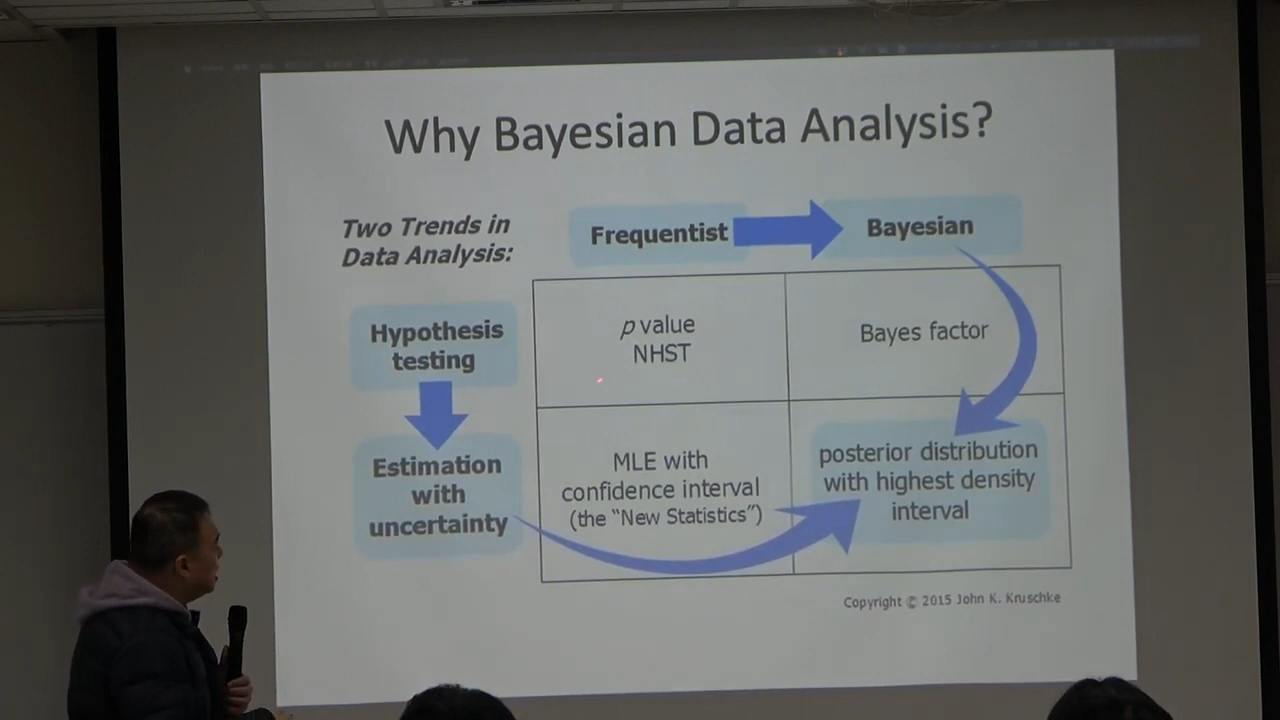 Why Bayesian Data Analysis?
Two Trends in
Data Analysis:
Frequentist
Bayesian
Hypothesis
testing
p value
NHST
Bayes factor
Estimation
with
uncertainty
MLE with
confidence interval
(the “New Statistics”)
posterior distribution
with highest density
interval
Copyright © 2015 John K. Kruschke